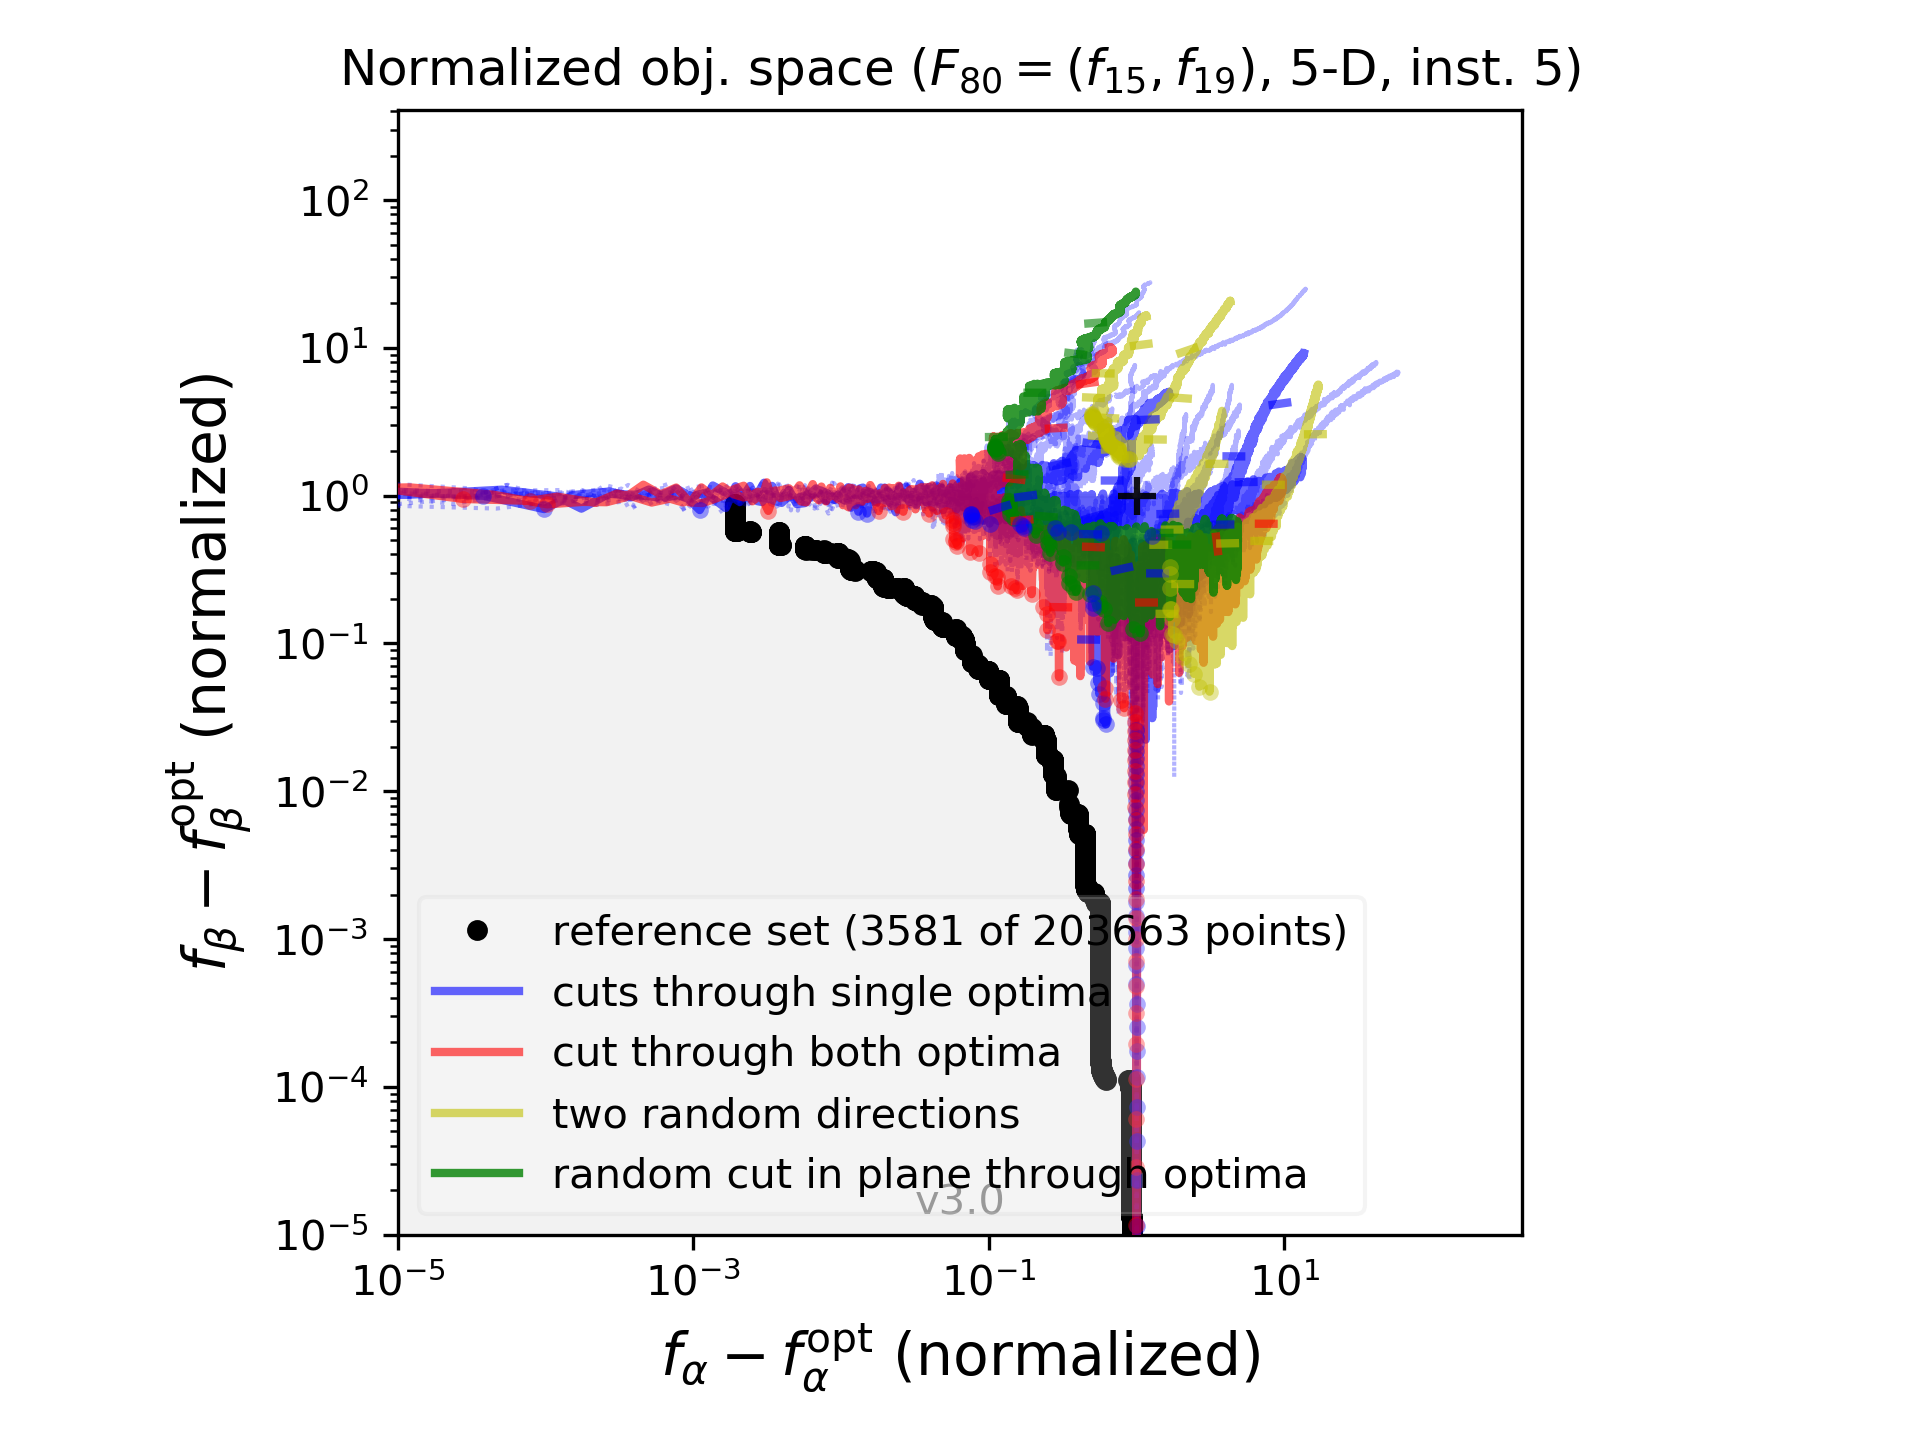 Normalized obj. space (F₈₀ = (f₁₅, f₁₉), 5-D, inst. 5)
10²
10¹
10⁰
10⁻¹
10⁻²
10⁻³
10⁻⁴
10⁻⁵
f_β − f_β^opt (normalized)
reference set (3581 of 203663 points)
cuts through single optima
cut through both optima
two random directions
random cut in plane through optima
v3.0
10⁻⁵ 10⁻³ 10⁻¹ 10¹
f_α − f_α^opt (normalized)